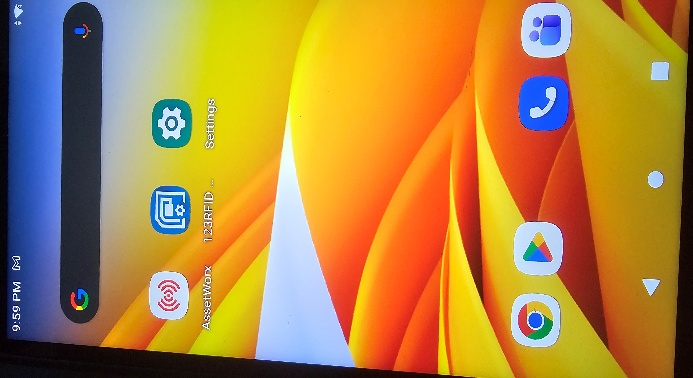 9:59 PM
AssetWorx
123RFID ...
Settings